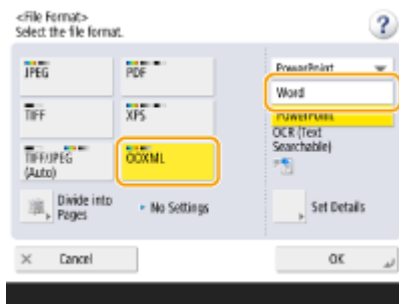 <File Format>
Select the file format.
JPEG
PDF
TIFF
XPS
TIFF/JPEG
(Auto)
OOXML
Divide into
Pages
No Settings
PowerPoint
Word
PowerPoint
OCR (Text
Searchable)
Set Details
Cancel
OK